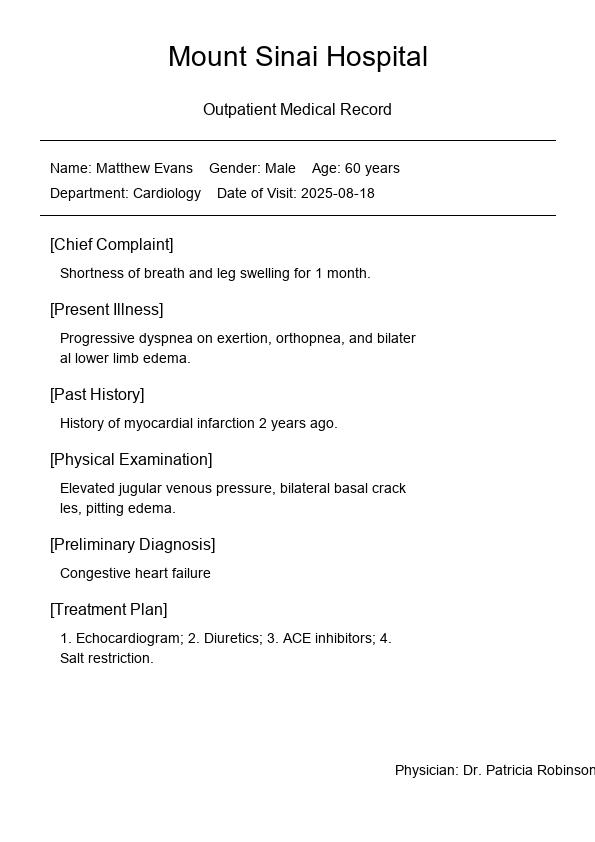 Mount Sinai Hospital
Outpatient Medical Record
Name: Matthew Evans Gender: Male Age: 60 years
Department: Cardiology Date of Visit: 2025-08-18
[Chief Complaint]
Shortness of breath and leg swelling for 1 month.
[Present Illness]
Progressive dyspnea on exertion, orthopnea, and bilater
al lower limb edema.
[Past History]
History of myocardial infarction 2 years ago.
[Physical Examination]
Elevated jugular venous pressure, bilateral basal crack
les, pitting edema.
[Preliminary Diagnosis]
Congestive heart failure
[Treatment Plan]
1. Echocardiogram; 2. Diuretics; 3. ACE inhibitors; 4.
Salt restriction.
Physician: Dr. Patricia Robinson